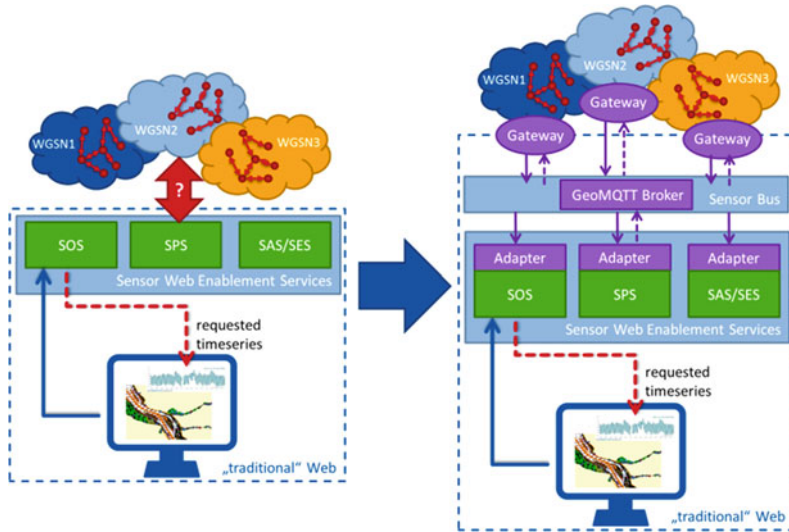 WGSN1
WGSN2
WGSN3
?
SOS
SPS
SAS/SES
Sensor Web Enablement Services
requested
timeseries
„traditional“ Web
WGSN1
WGSN2
WGSN3
Gateway
Gateway
Gateway
GeoMQTT Broker
Sensor Bus
Adapter
Adapter
Adapter
SOS
SPS
SAS/SES
Sensor Web Enablement Services
requested
timeseries
„traditional“ Web